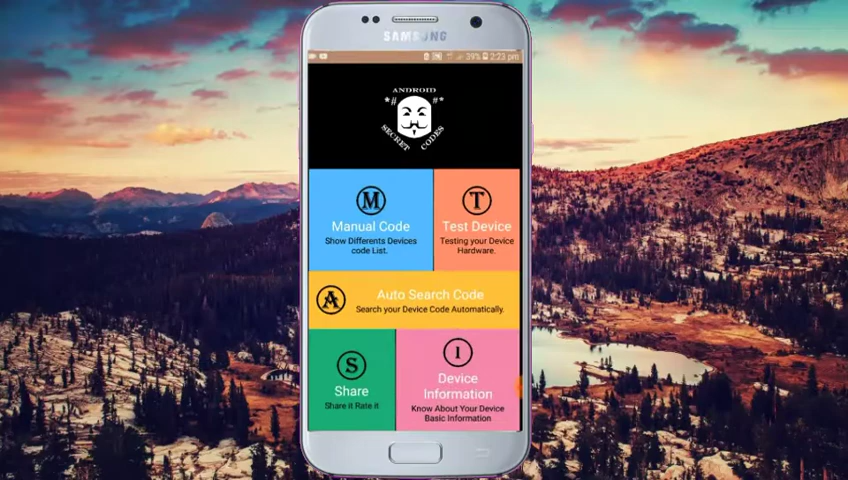 SAMSUNG
39% 2:23 pm
ANDROID
*# #*
SECRET CODES
M
T
Manual Code
Test Device
Show Differents Devices
code List.
Testing your Device
Hardware.
A
Auto Search Code
Search your Device Code Automatically.
S
Share
Share it Rate it
I
Device
Information
Know About Your Device
Basic Information